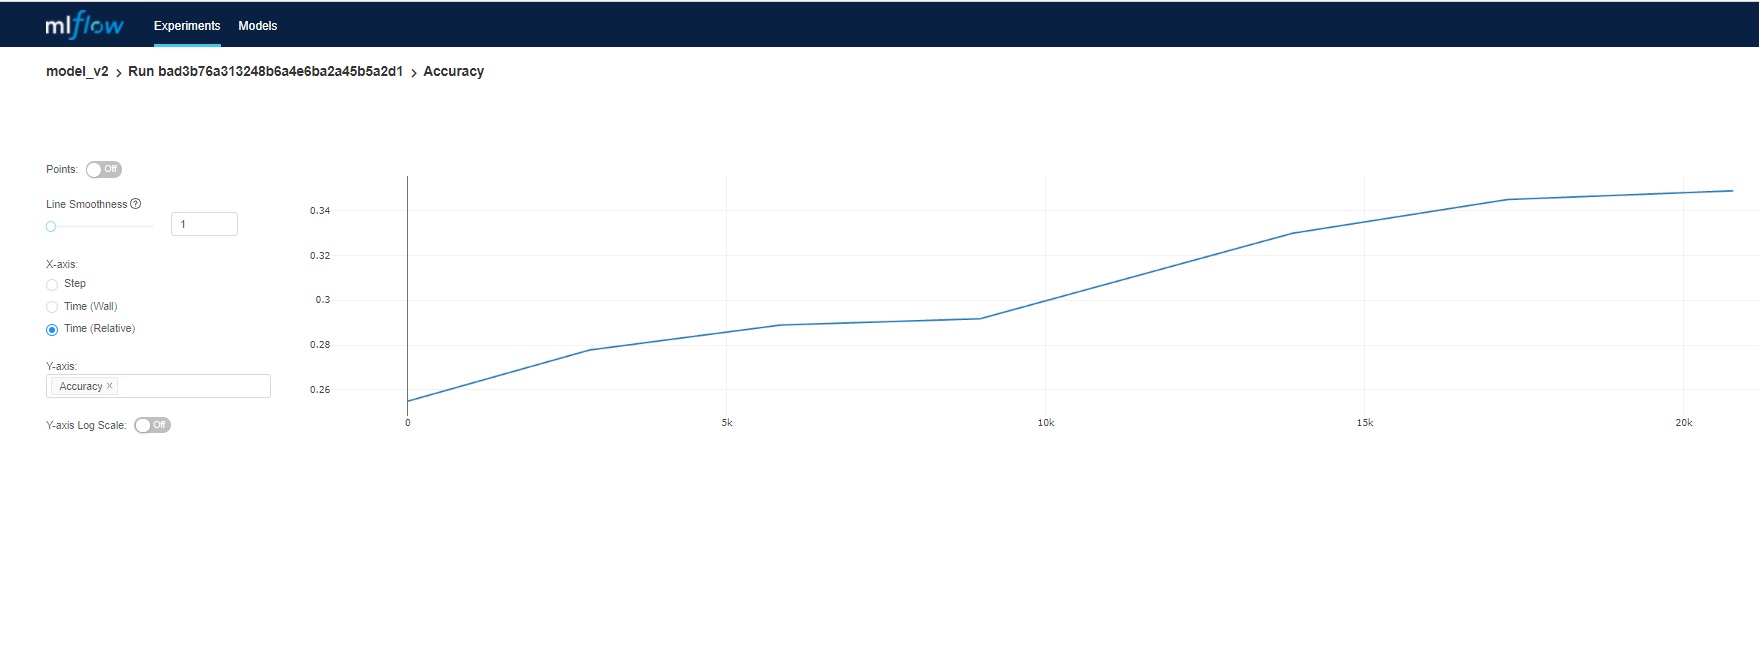 mlflow Experiments Models
model_v2 > Run bad3b76a313248b6a4e6ba2a45b5a2d1 > Accuracy
Points: Off
Line Smoothness ?
1
X-axis:
Step
Time (Wall)
Time (Relative)
Y-axis:
Accuracy ×
Y-axis Log Scale: Off
0.34
0.32
0.3
0.28
0.26
0 5k 10k 15k 20k